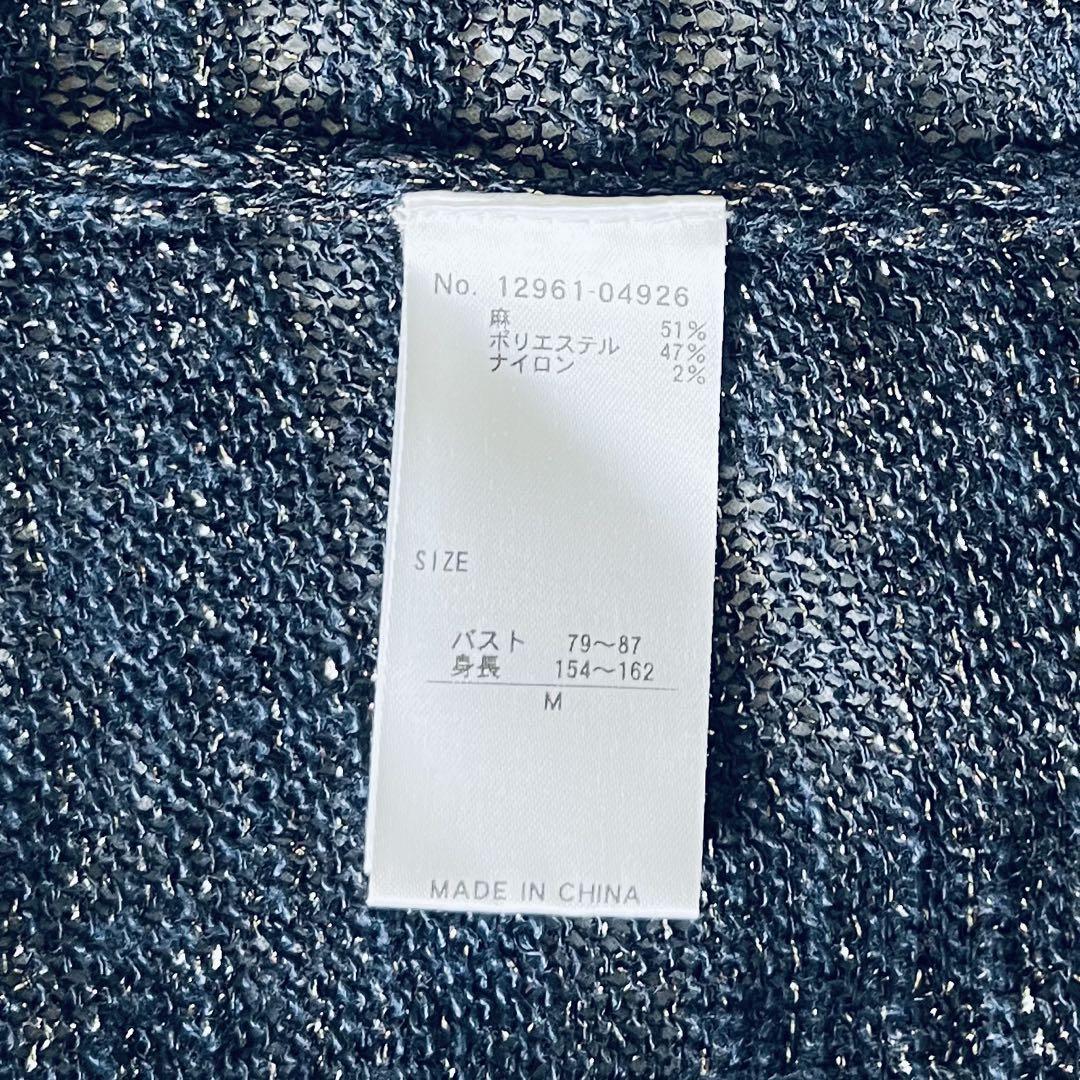 No. 12961-04926
麻 51%
ポリエステル 47%
ナイロン 2%
SIZE
バスト 79～87
身長 154～162
M
MADE IN CHINA